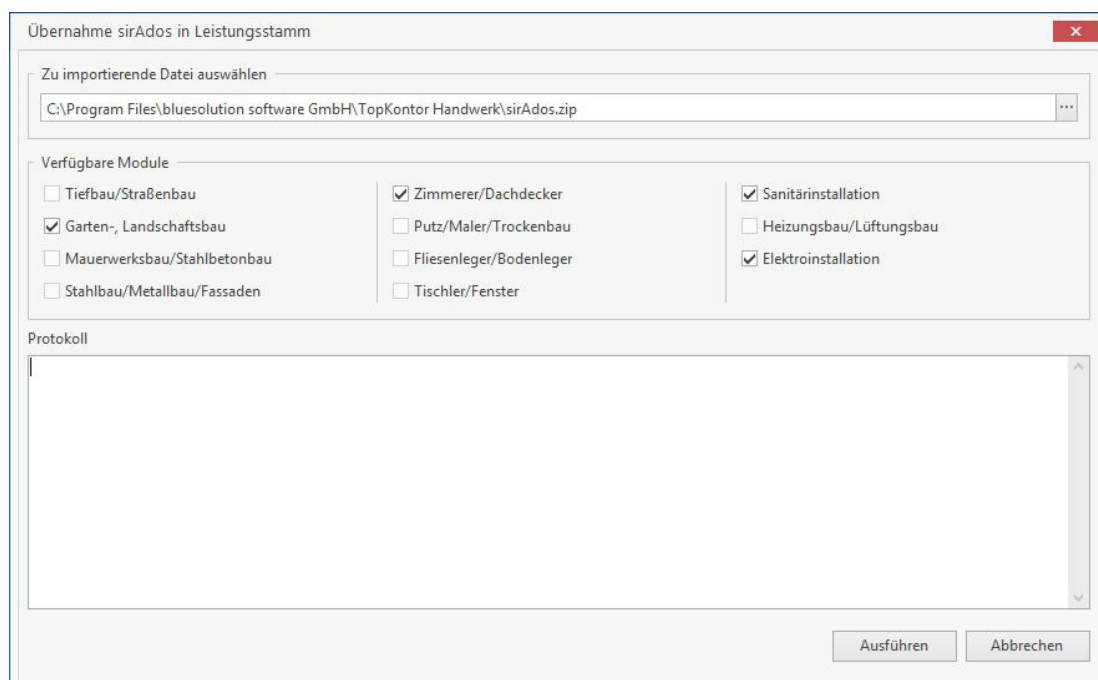 Übernahme sirAdos in Leistungsstamm
Zu importierende Datei auswählen
C:\Program Files\bluesolution software GmbH\TopKontor Handwerk\sirAdos.zip
...
Verfügbare Module
Tiefbau/Straßenbau
Garten-, Landschaftsbau
Mauerwerksbau/Stahlbetonbau
Stahlbau/Metallbau/Fassaden
Zimmerer/Dachdecker
Putz/Maler/Trockenbau
Fliesenleger/Bodenleger
Tischler/Fenster
Sanitärinstallation
Heizungsbau/Lüftungsbau
Elektroinstallation
Protokoll
Ausführen
Abbrechen